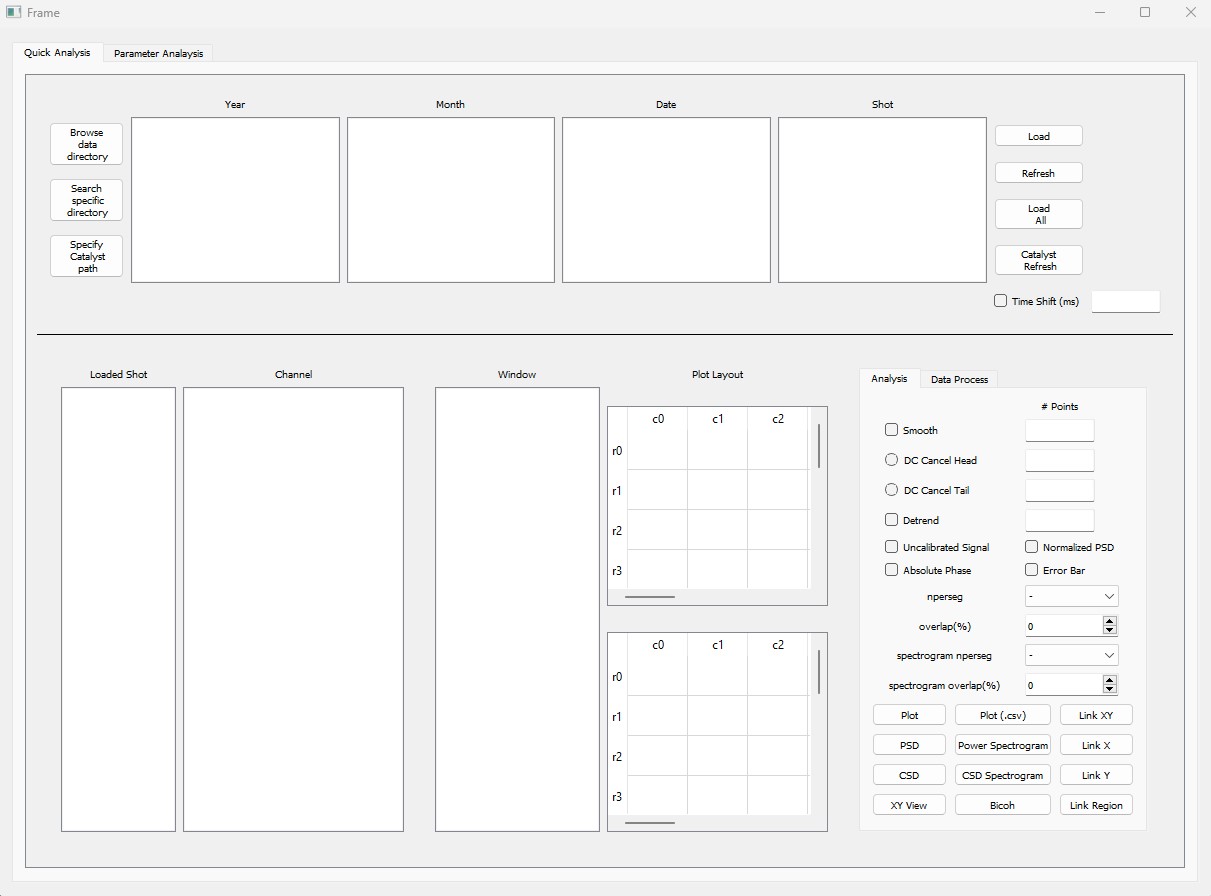 Frame
Quick Analysis
Parameter Analaysis
Year
Month
Date
Shot
Browse
data
directory
Search
specific
directory
Specify
Catalyst
path
Load
Refresh
Load
All
Catalyst
Refresh
Time Shift (ms)
Loaded Shot
Channel
Window
Plot Layout
c0 c1 c2
r0
r1
r2
r3
c0 c1 c2
r0
r1
r2
r3
Analysis
Data Process
# Points
Smooth
DC Cancel Head
DC Cancel Tail
Detrend
Uncalibrated Signal
Normalized PSD
Absolute Phase
Error Bar
nperseg
-
overlap(%)
0
spectrogram nperseg
-
spectrogram overlap(%)
0
Plot
Plot (.csv)
Link XY
PSD
Power Spectrogram
Link X
CSD
CSD Spectrogram
Link Y
XY View
Bicoh
Link Region